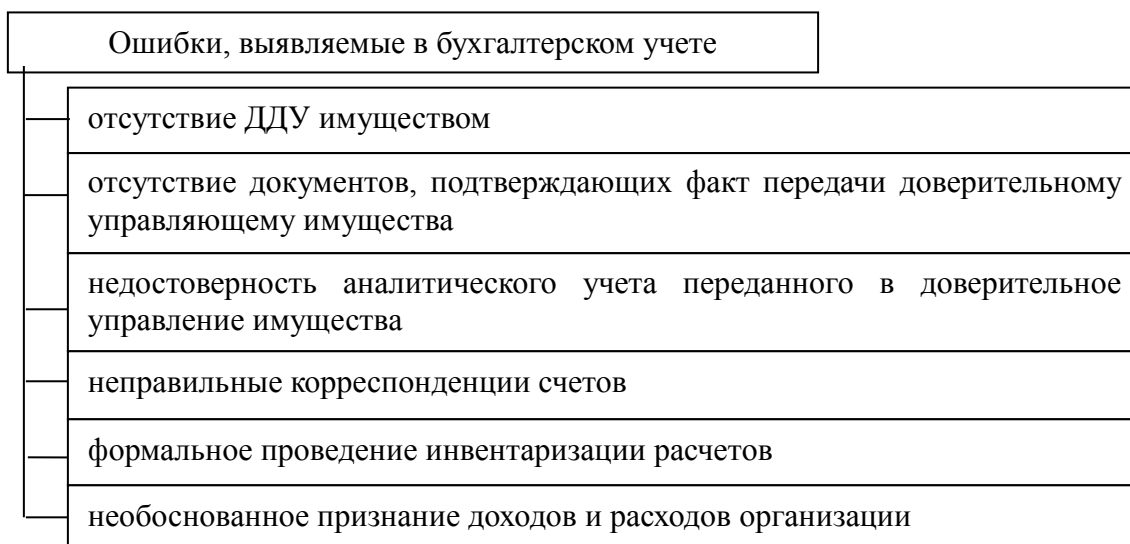 Ошибки, выявляемые в бухгалтерском учете
отсутствие ДДУ имуществом
отсутствие документов, подтверждающих факт передачи доверительному
управляющему имущества
недостоверность аналитического учета переданного в доверительное
управление имущества
неправильные корреспонденции счетов
формальное проведение инвентаризации расчетов
необоснованное признание доходов и расходов организации